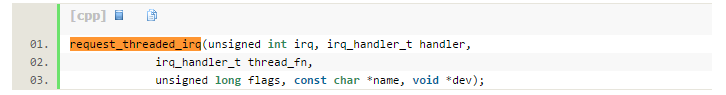 [cpp]
01. request_threaded_irq(unsigned int irq, irq_handler_t handler,
02. irq_handler_t thread_fn,
03. unsigned long flags, const char *name, void *dev);